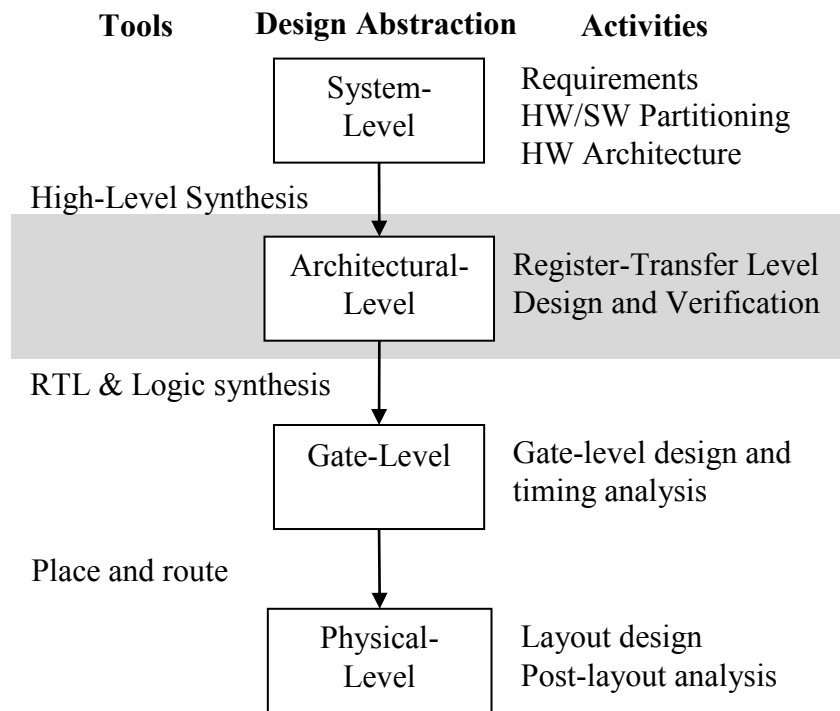 Tools Design Abstraction Activities
System-
Level
Requirements
HW/SW Partitioning
HW Architecture
High-Level Synthesis
Architectural-
Level
Register-Transfer Level
Design and Verification
RTL & Logic synthesis
Gate-Level
Gate-level design and
timing analysis
Place and route
Physical-
Level
Layout design
Post-layout analysis